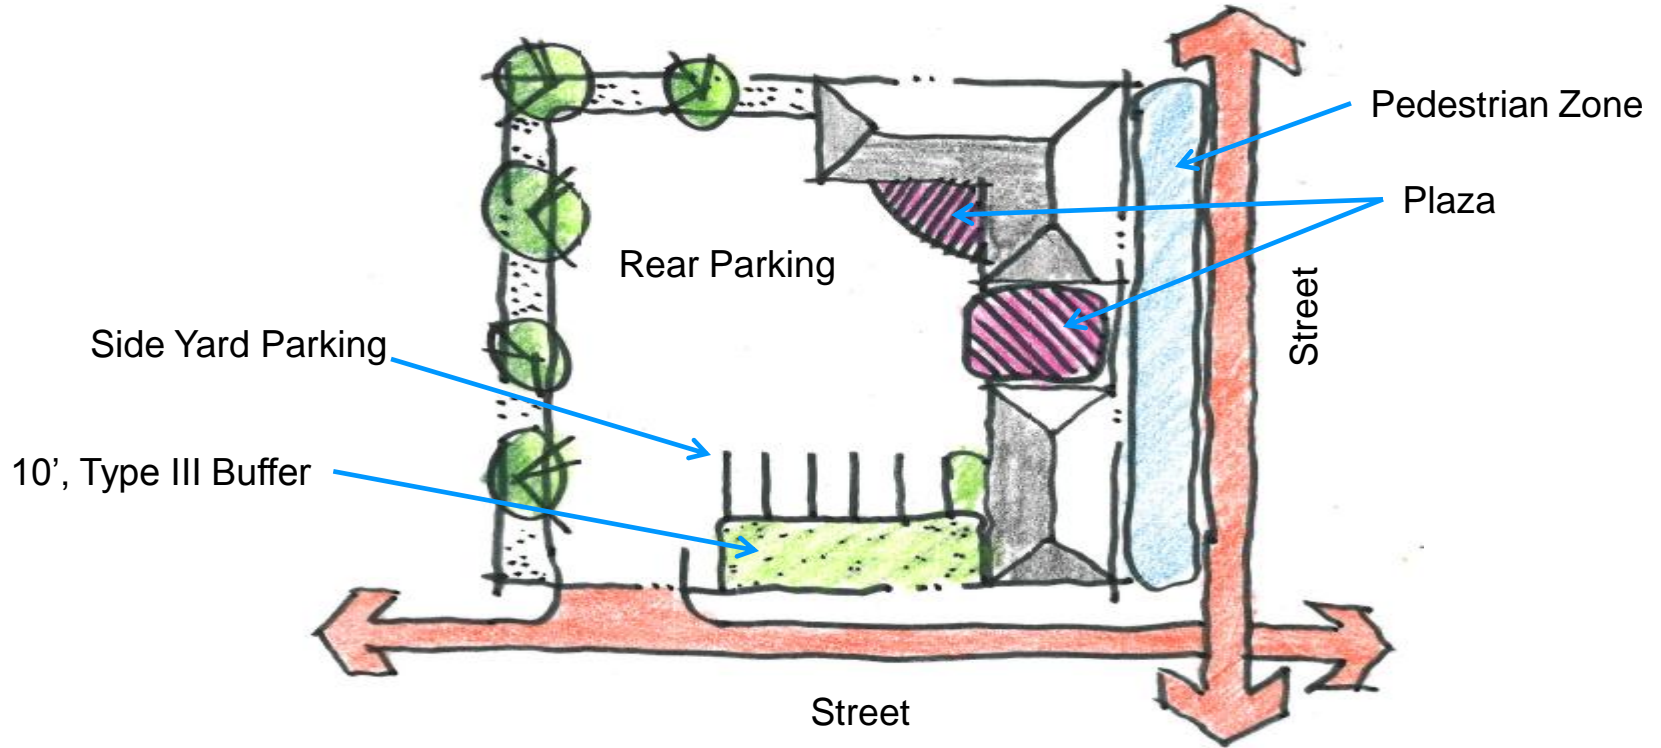 Pedestrian Zone
Plaza
Rear Parking
Street
Side Yard Parking
10’, Type III Buffer
Street